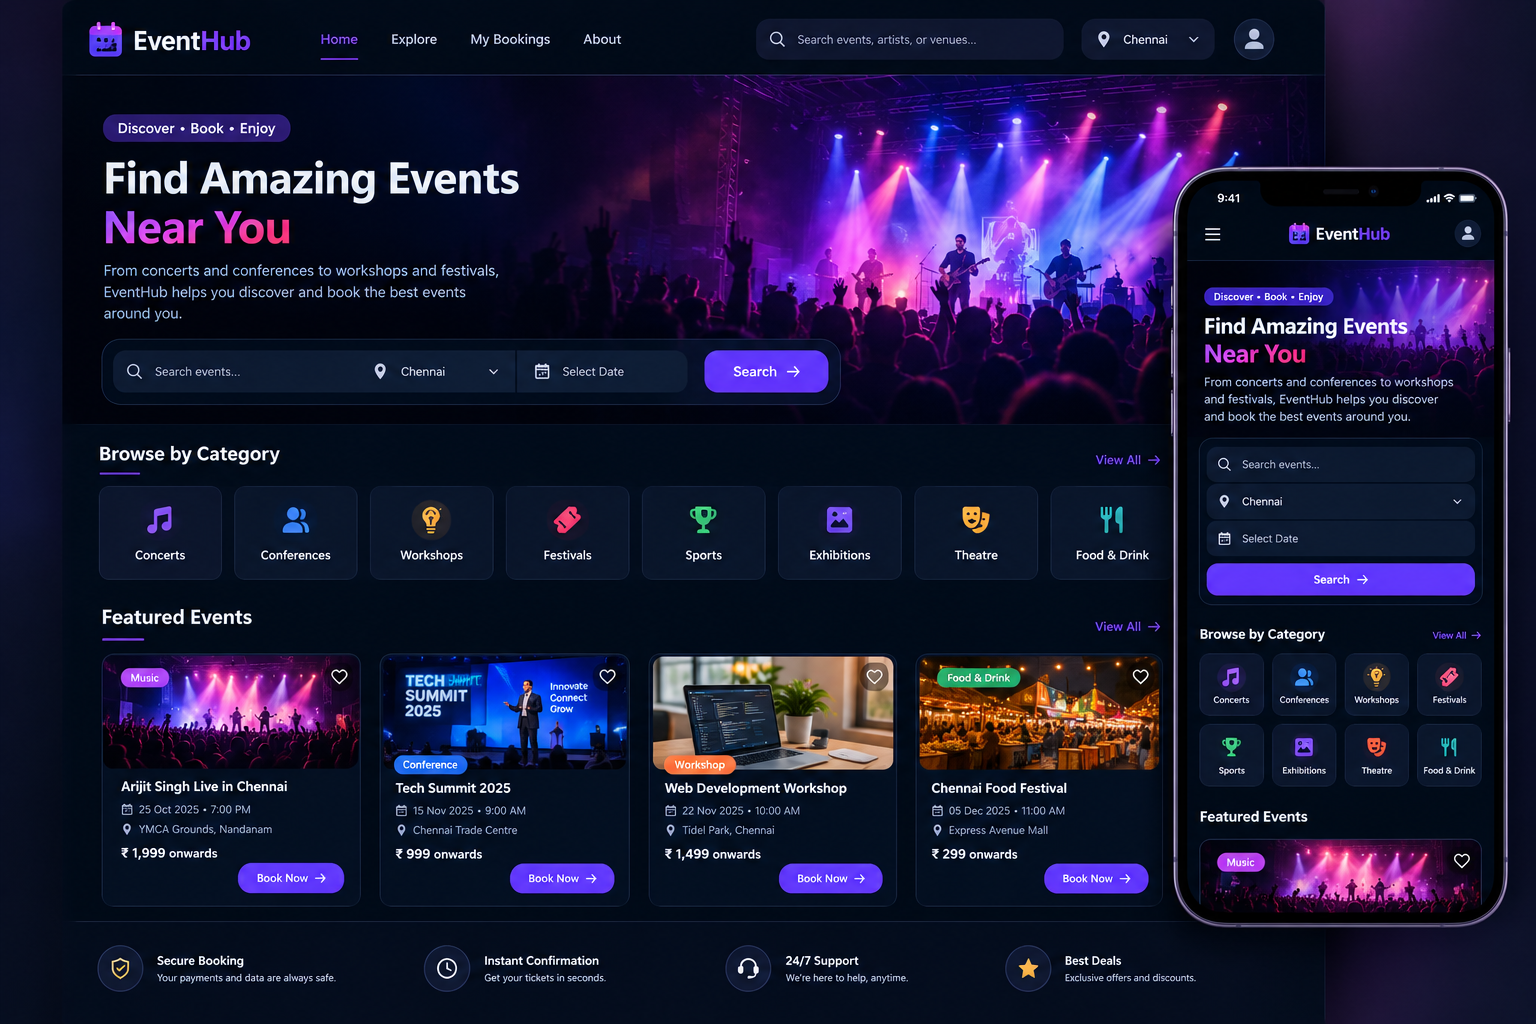 EventHub
Home
Explore
My Bookings
About
Search events, artists, or venues...
Chennai
Discover • Book • Enjoy
Find Amazing Events
Near You
From concerts and conferences to workshops and festivals,
EventHub helps you discover and book the best events
around you.
Search events...
Chennai
Select Date
Search →
Browse by Category
View All →
Concerts
Conferences
Workshops
Festivals
Sports
Exhibitions
Theatre
Food & Drink
Featured Events
View All →
Music
Arijit Singh Live in Chennai
25 Oct 2025 • 7:00 PM
YMCA Grounds, Nandanam
₹ 1,999 onwards
Book Now →
TECH
SUMMIT
2025
Innovate
Connect
Grow
Conference
Tech Summit 2025
15 Nov 2025 • 9:00 AM
Chennai Trade Centre
₹ 999 onwards
Book Now →
Workshop
Web Development Workshop
22 Nov 2025 • 10:00 AM
Tidel Park, Chennai
₹ 1,499 onwards
Book Now →
Food & Drink
Chennai Food Festival
05 Dec 2025 • 11:00 AM
Express Avenue Mall
₹ 299 onwards
Book Now →
Secure Booking
Your payments and data are always safe.
Instant Confirmation
Get your tickets in seconds.
24/7 Support
We're here to help, anytime.
Best Deals
Exclusive offers and discounts.
9:41
EventHub
Discover • Book • Enjoy
Find Amazing Events
Near You
From concerts and conferences to workshops
and festivals, EventHub helps you discover
and book the best events around you.
Search events...
Chennai
Select Date
Search →
Browse by Category
View All →
Concerts
Conferences
Workshops
Festivals
Sports
Exhibitions
Theatre
Food & Drink
Featured Events
Music